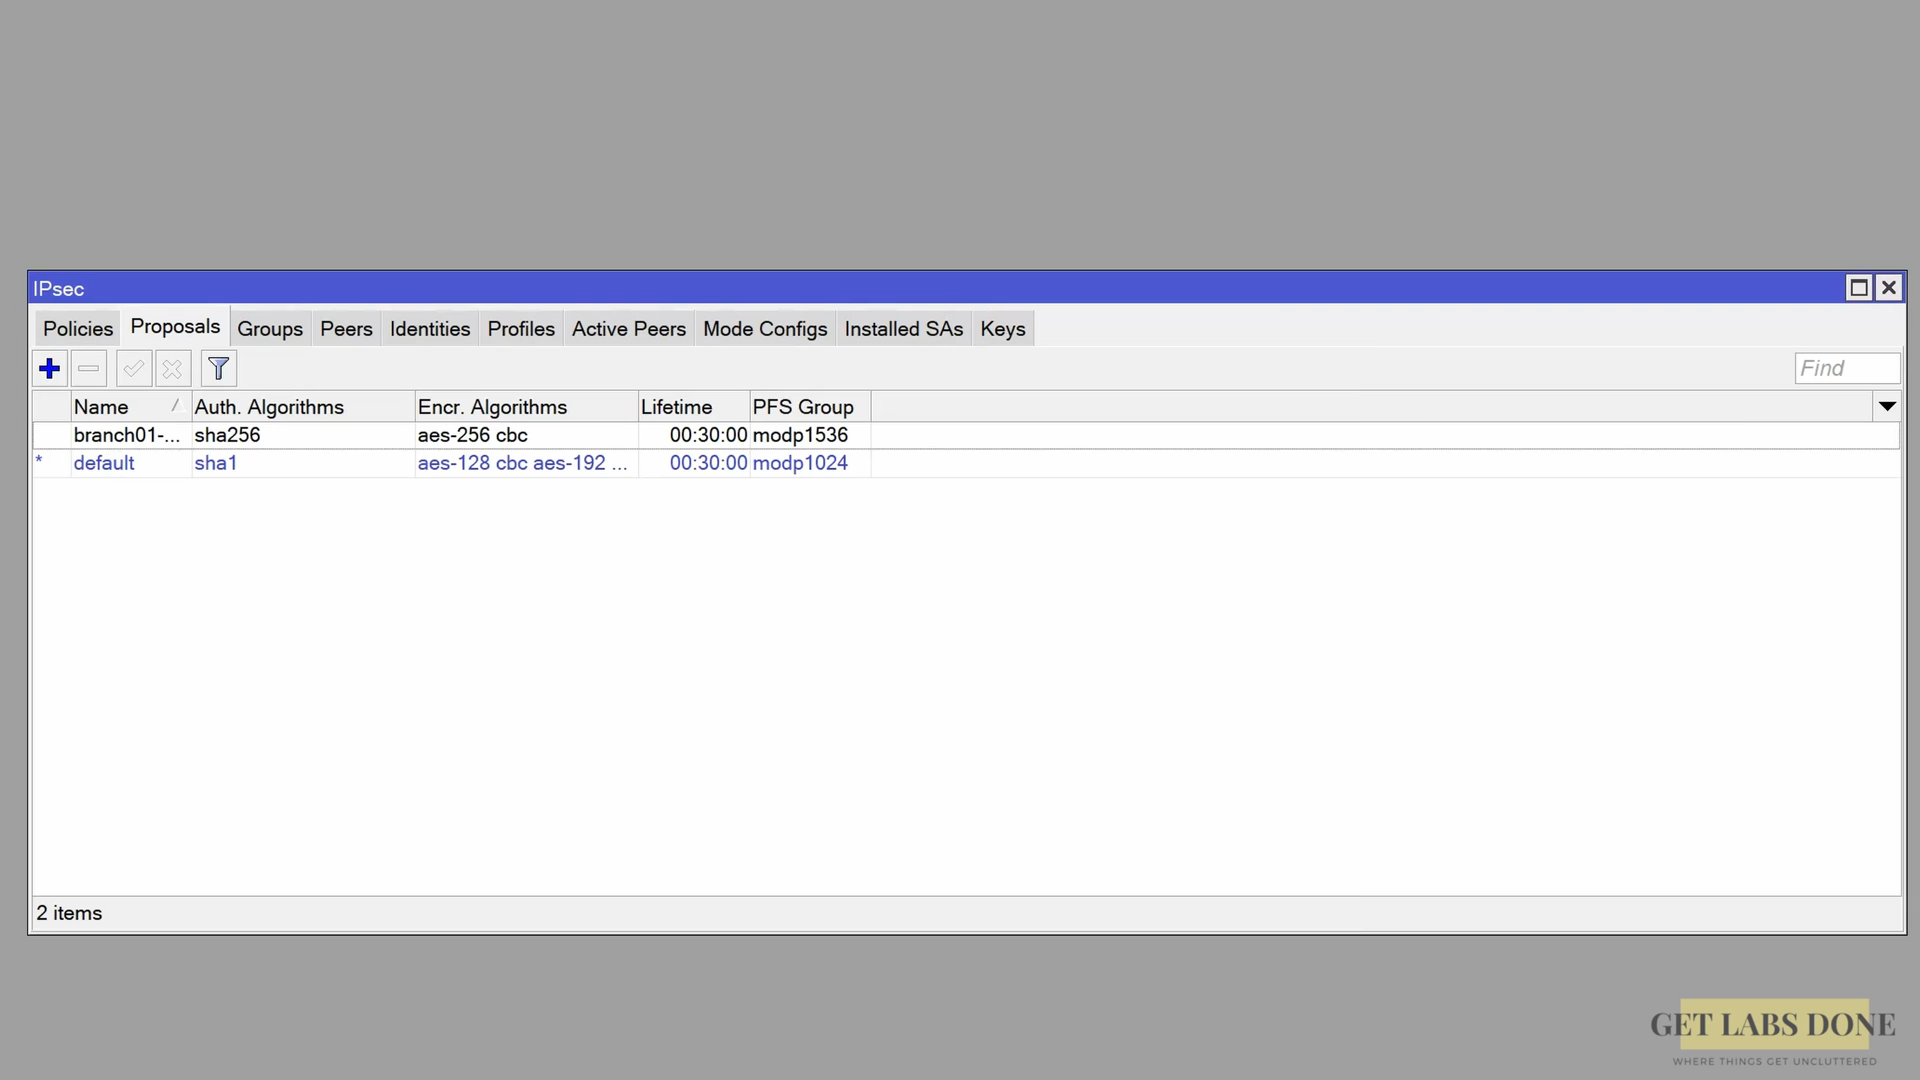 IPsec
Policies Proposals Groups Peers Identities Profiles Active Peers Mode Configs Installed SAs Keys
Find
Name Auth. Algorithms Encr. Algorithms Lifetime PFS Group
branch01-... sha256 aes-256 cbc 00:30:00 modp1536
* default sha1 aes-128 cbc aes-192 ... 00:30:00 modp1024
2 items
GET LABS DONE
WHERE THINGS GET UNCLUTTERED